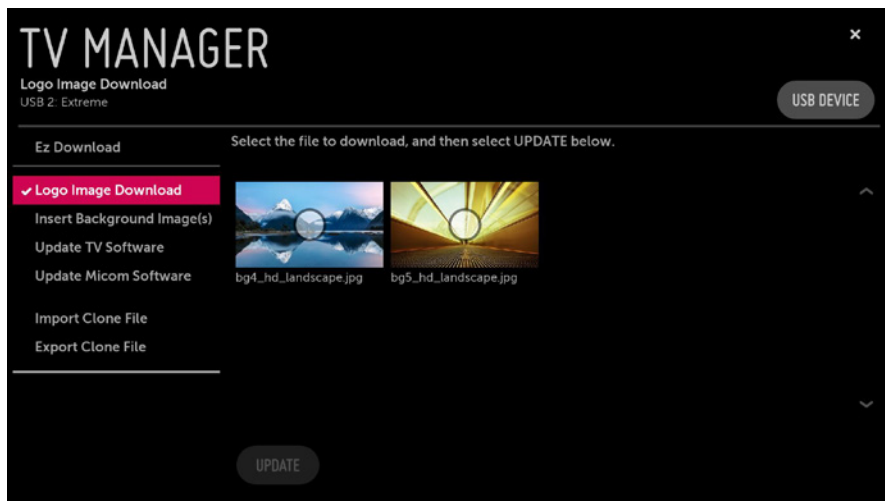 TV MANAGER
Logo Image Download
USB 2: Extreme
USB DEVICE
Ez Download
Select the file to download, and then select UPDATE below.
Logo Image Download
Insert Background Image(s)
Update TV Software
Update Micom Software
bg4_hd_landscape.jpg
bg5_hd_landscape.jpg
Import Clone File
Export Clone File
UPDATE